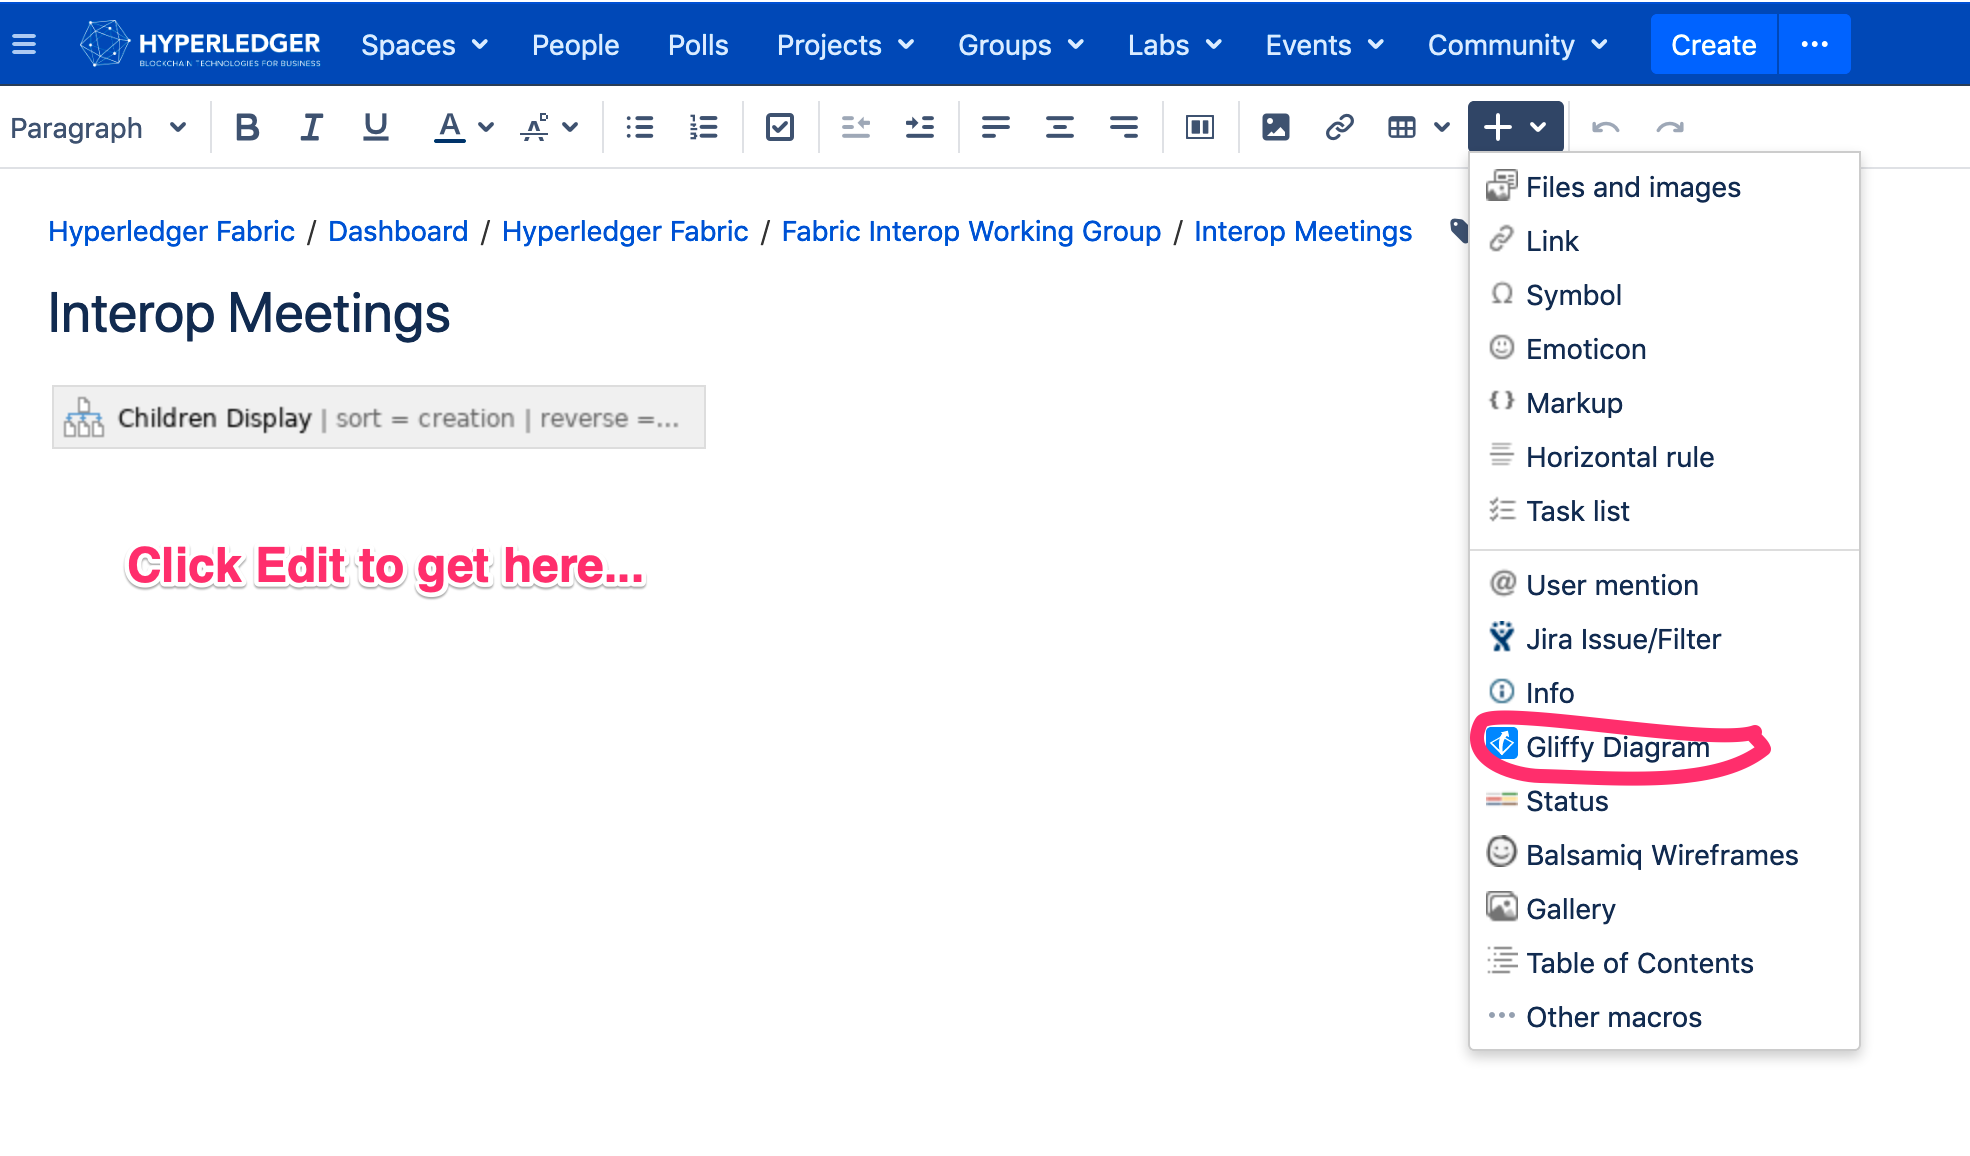 HYPERLEDGER
BLOCKCHAIN TECHNOLOGIES FOR BUSINESS
Spaces People Polls Projects Groups Labs Events Community Create
Paragraph B I U A A
Hyperledger Fabric / Dashboard / Hyperledger Fabric / Fabric Interop Working Group / Interop Meetings
Interop Meetings
Children Display | sort = creation | reverse =...
Click Edit to get here...
Files and images
Link
Symbol
Emoticon
Markup
Horizontal rule
Task list
User mention
Jira Issue/Filter
Info
Gliffy Diagram
Status
Balsamiq Wireframes
Gallery
Table of Contents
Other macros